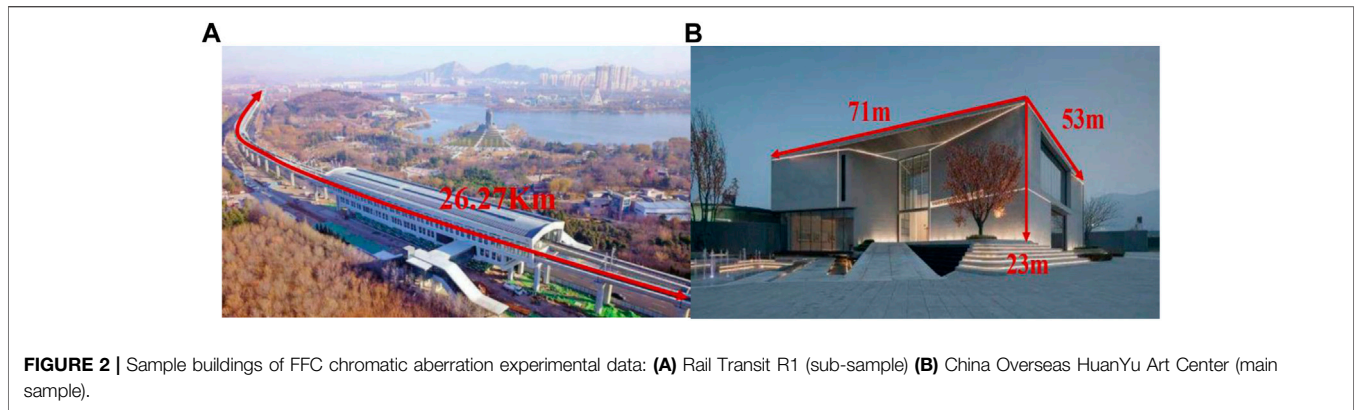 A
B
26.27Km
71m
53m
23m
FIGURE 2 | Sample buildings of FFC chromatic aberration experimental data: (A) Rail Transit R1 (sub-sample) (B) China Overseas HuanYu Art Center (main
sample).